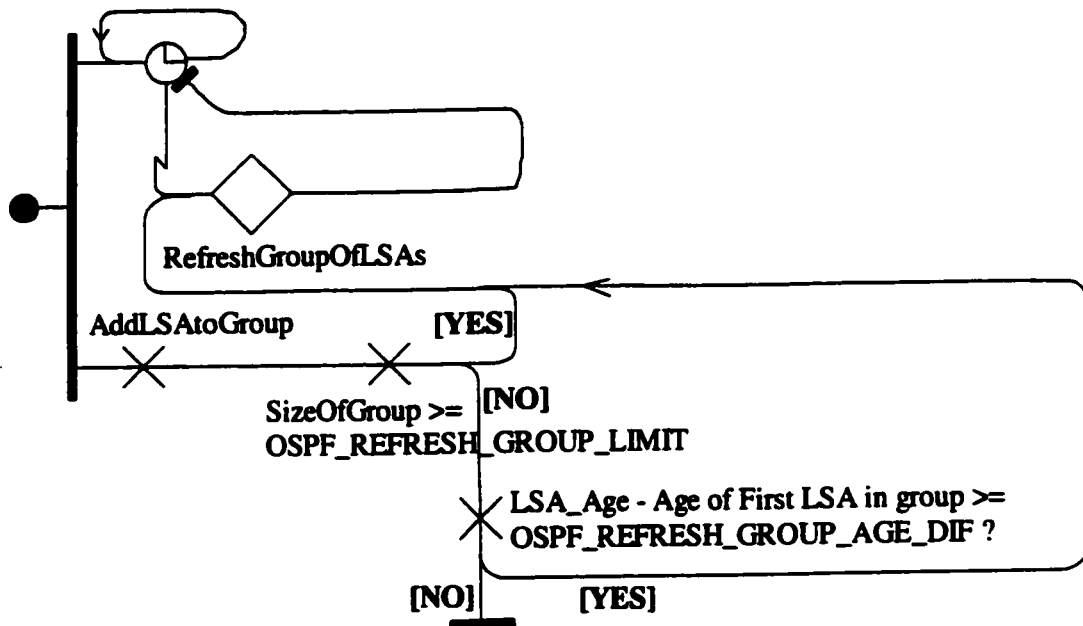 RefreshGroupOfLSAs
AddLSAtoGroup
[YES]
[NO]
SizeOfGroup >=
OSPF_REFRESH_GROUP_LIMIT
LSA_Age - Age of First LSA in group >=
OSPF_REFRESH_GROUP_AGE_DIF ?
[NO]
[YES]